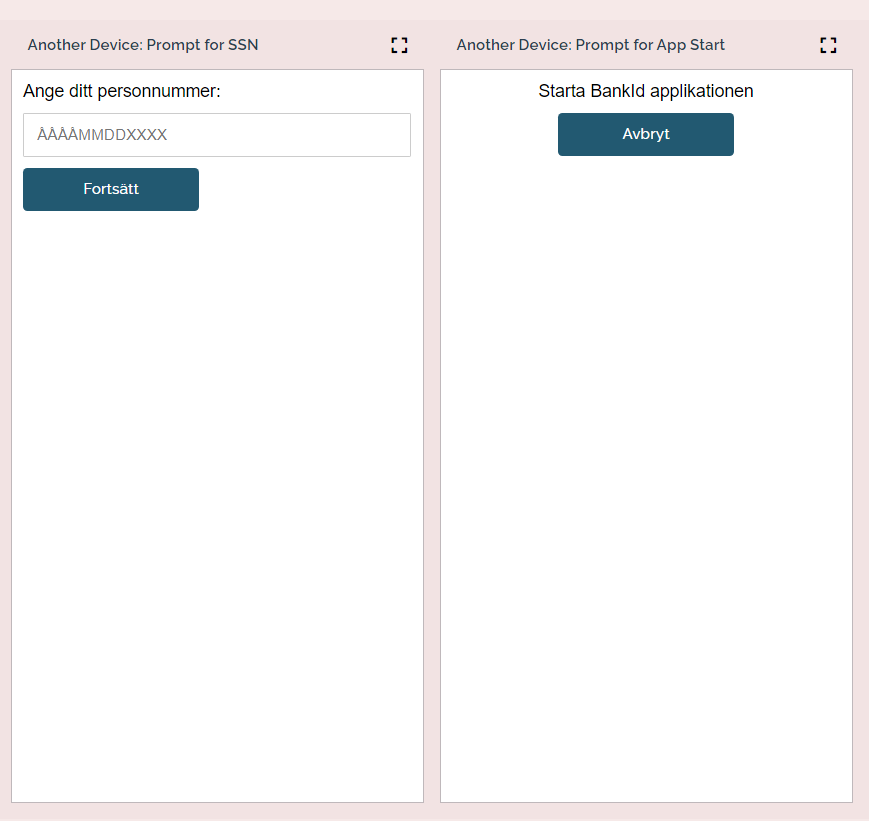 Another Device: Prompt for SSN
Ange ditt personnummer:
ÅÅÅÅMMDDXXXX
Fortsätt
Another Device: Prompt for App Start
Starta BankId applikationen
Avbryt